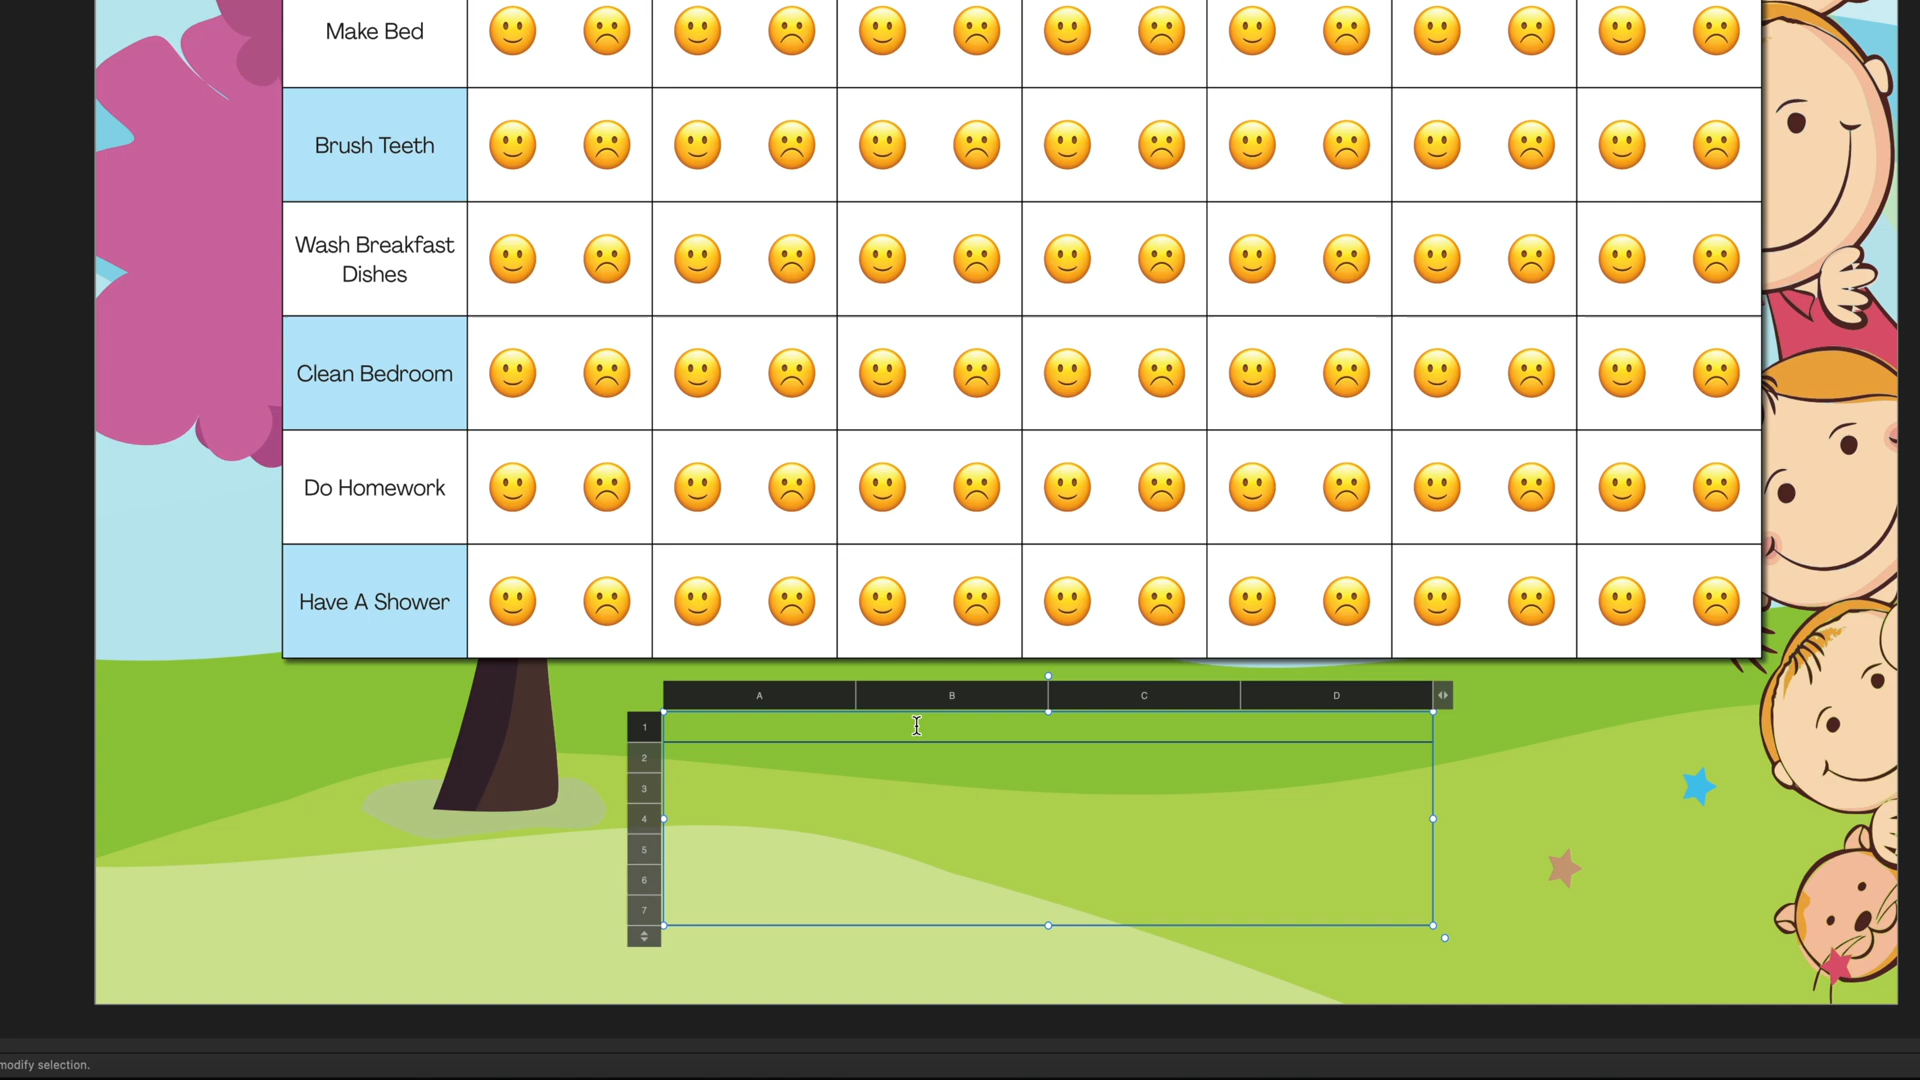 Make Bed
Brush Teeth
Wash Breakfast
Dishes
Clean Bedroom
Do Homework
Have A Shower
A B C D
1
2
3
4
5
6
7
modify selection.